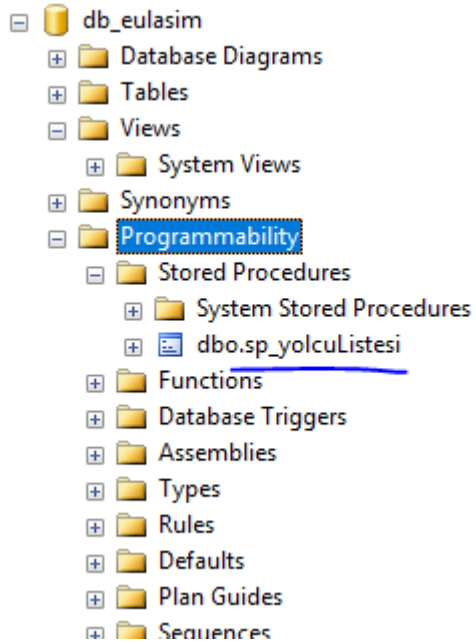 db_eulasim
Database Diagrams
Tables
Views
System Views
Synonyms
Programmability
Stored Procedures
System Stored Procedures
dbo.sp_yolcuListesi
Functions
Database Triggers
Assemblies
Types
Rules
Defaults
Plan Guides
Sequences